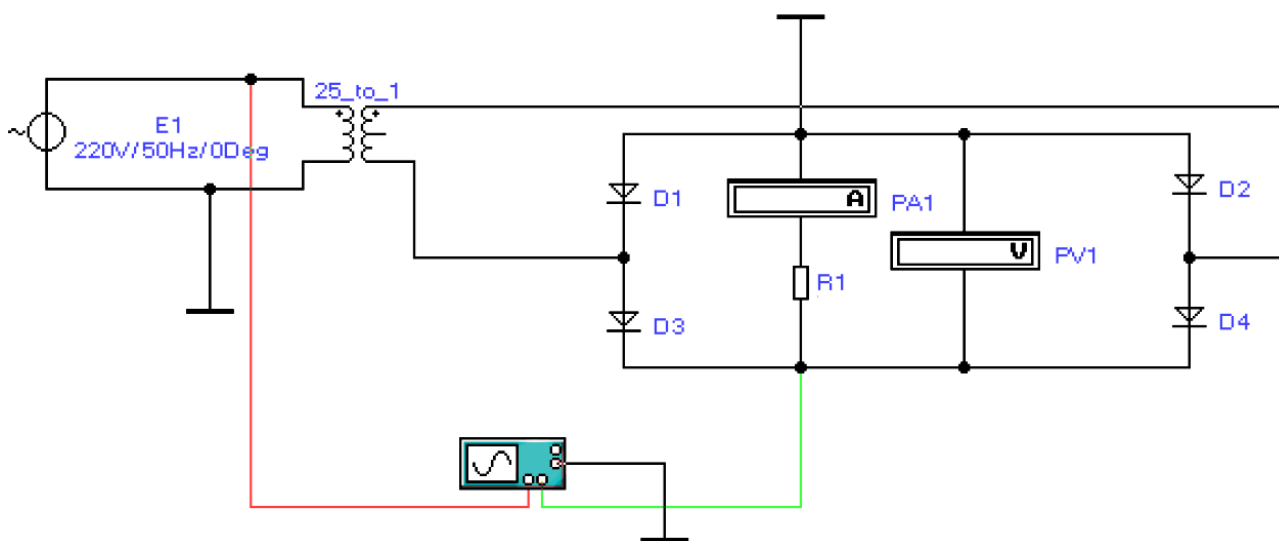 25_to_1
E1
220V/50Hz/0Deg
D1
A
PA1
D2
V
PV1
R1
D3
D4